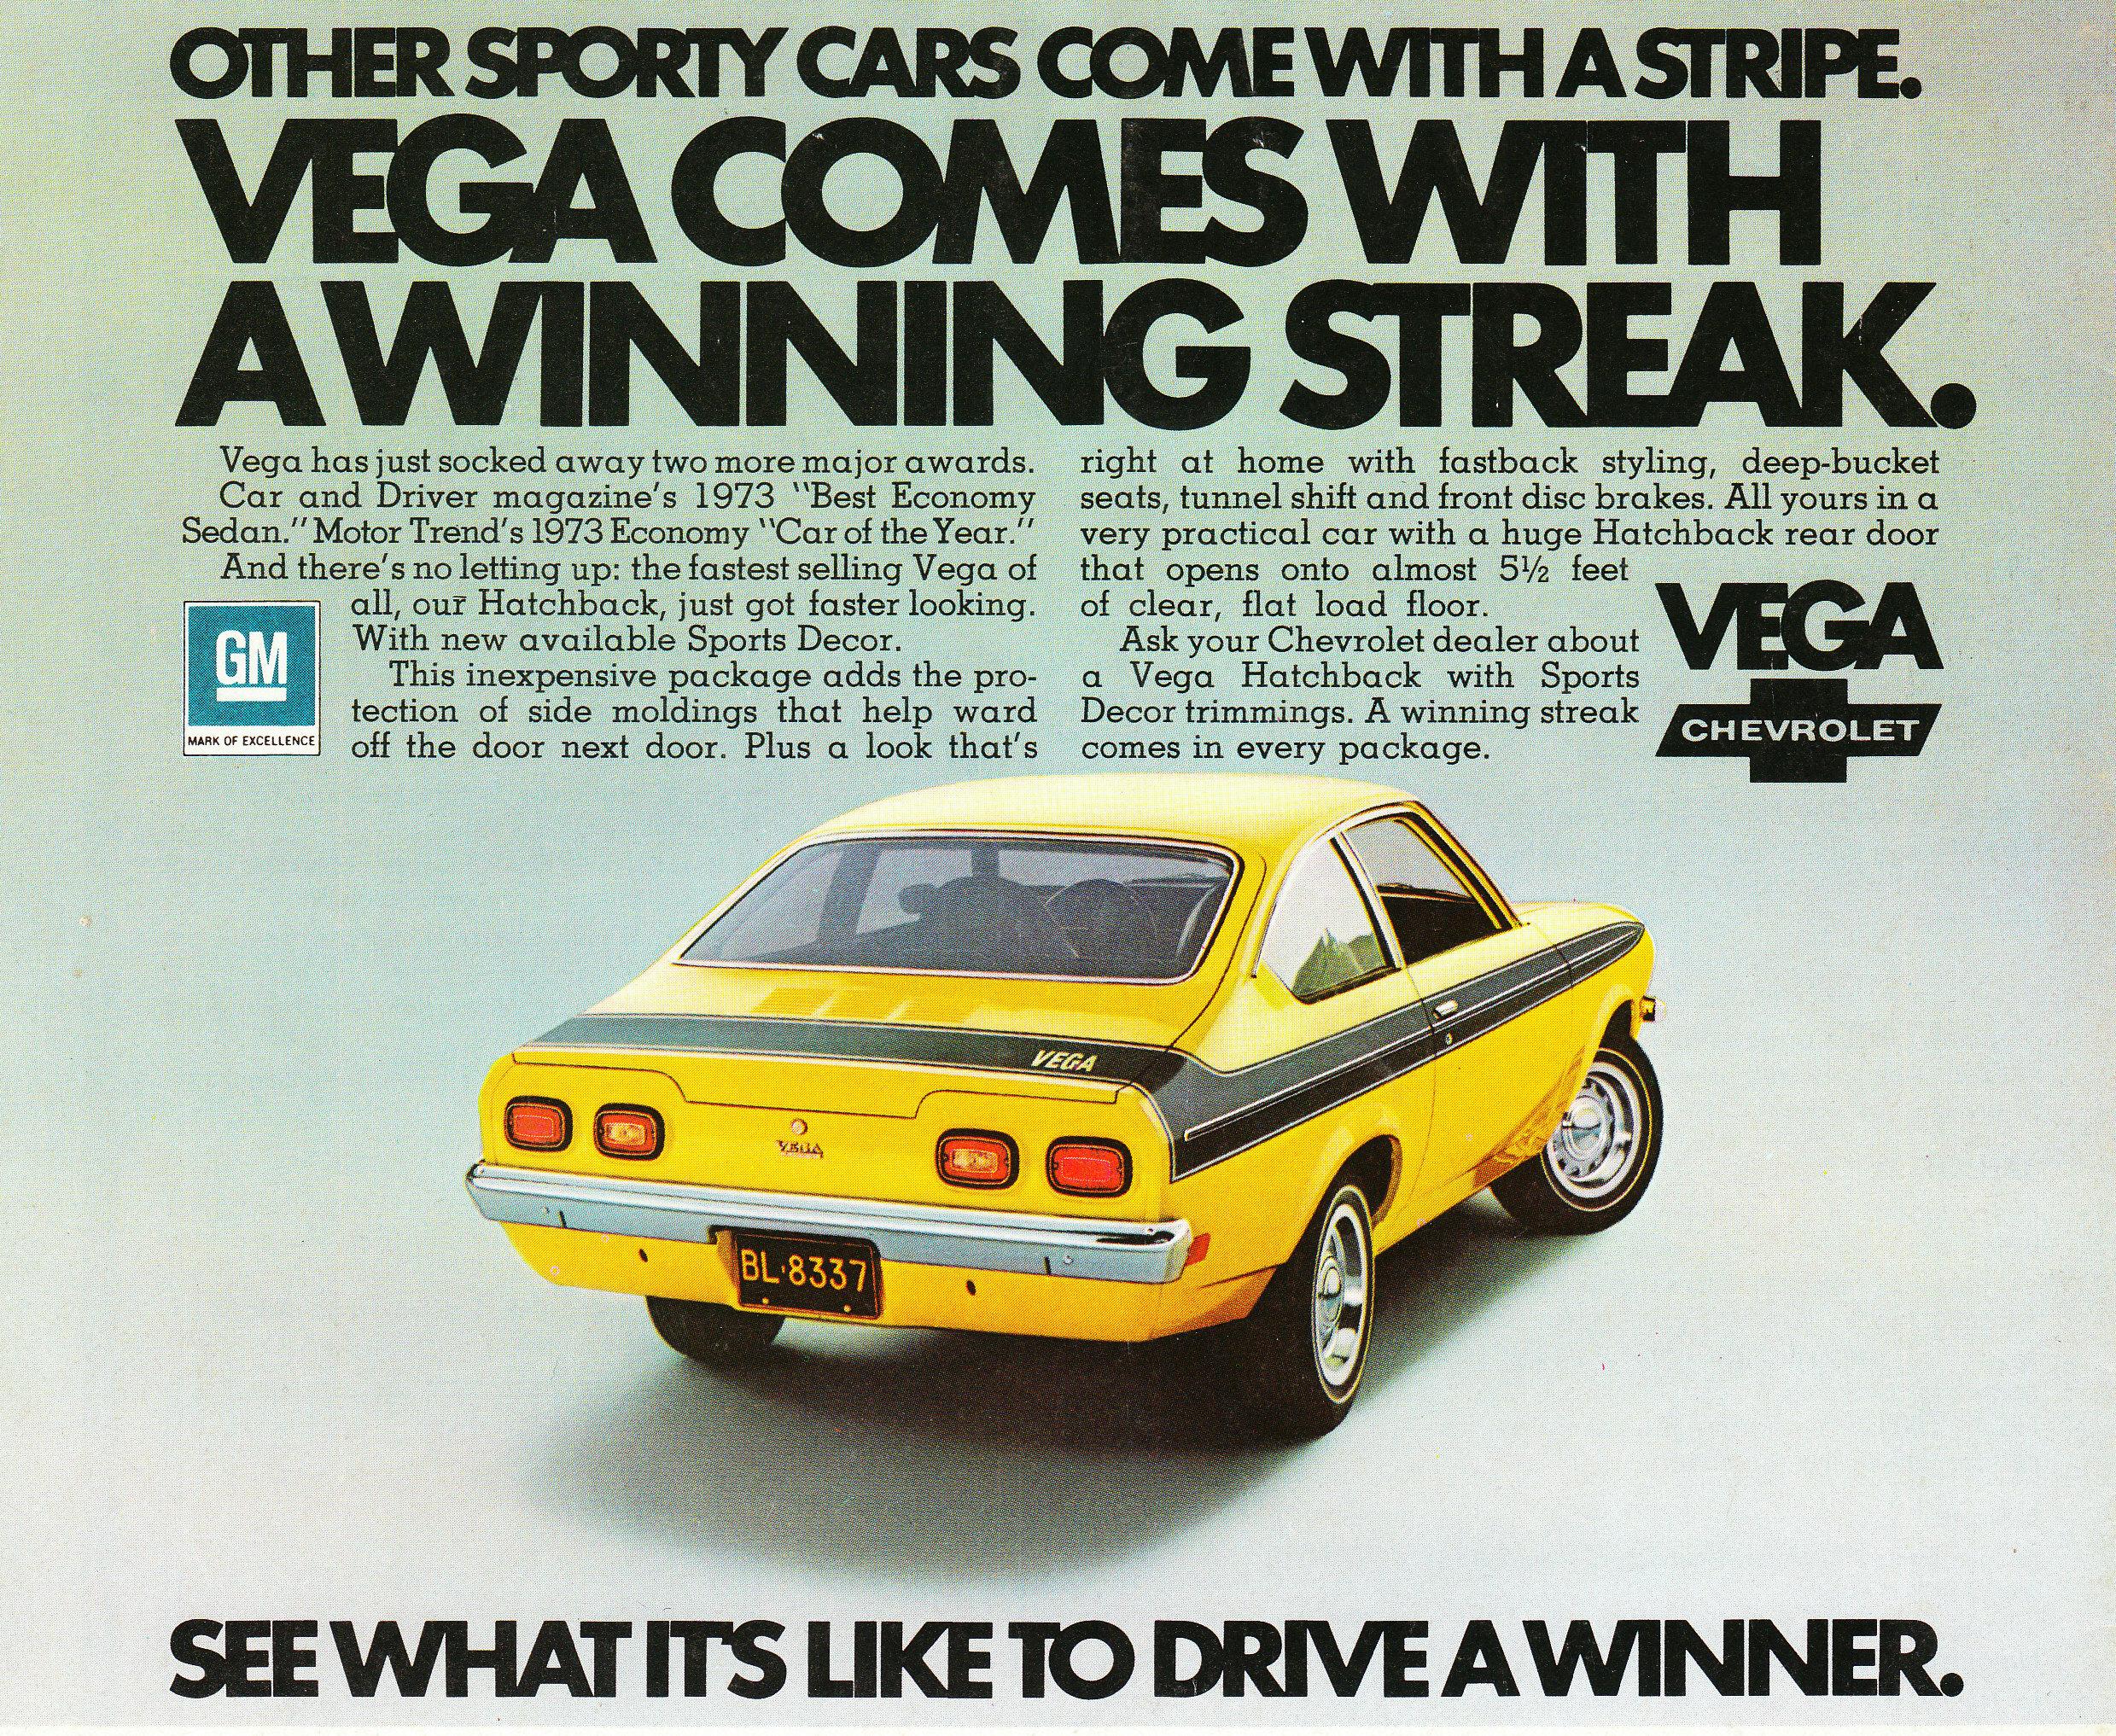 OTHER SPORTY CARS COME WITH A STRIPE.
VEGA COMES WITH
A WINNING STREAK.
Vega has just socked away two more major awards.
Car and Driver magazine's 1973 "Best Economy
Sedan." Motor Trend's 1973 Economy "Car of the Year."
And there's no letting up: the fastest selling Vega of
all, our Hatchback, just got faster looking.
With new available Sports Decor.
This inexpensive package adds the pro-
tection of side moldings that help ward
off the door next door. Plus a look that's
right at home with fastback styling, deep-bucket
seats, tunnel shift and front disc brakes. All yours in a
very practical car with a huge Hatchback rear door
that opens onto almost 5½ feet
of clear, flat load floor.
Ask your Chevrolet dealer about
a Vega Hatchback with Sports
Decor trimmings. A winning streak
comes in every package.
GM
MARK OF EXCELLENCE
VEGA
CHEVROLET
VEGA
VEGA
BL·8337
SEE WHAT IT'S LIKE TO DRIVE A WINNER.